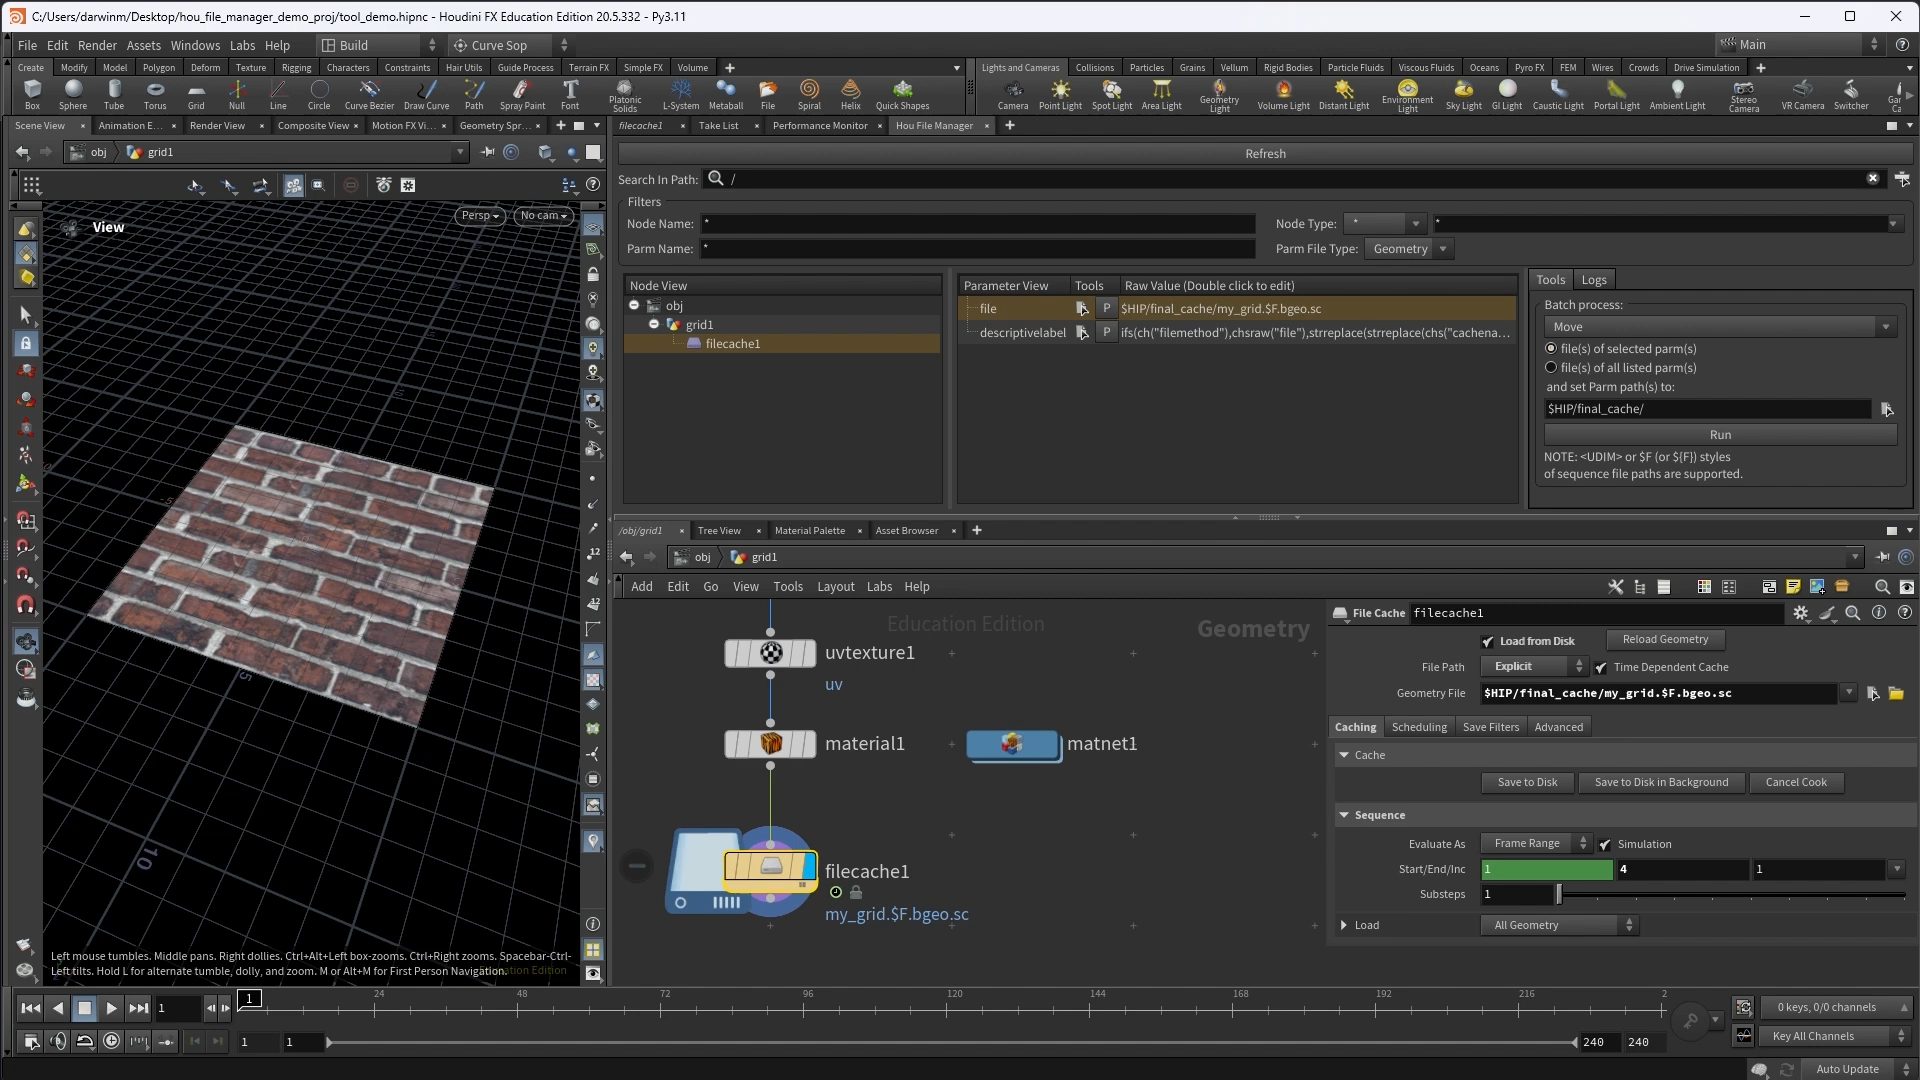 C:/Users/darwinm/Desktop/hou_file_manager_demo_proj/tool_demo.hipnc - Houdini FX Education Edition 20.5.332 - Py3.11
File Edit Render Assets Windows Labs Help Build Curve Sop Main
Create Modify Model Polygon Deform Texture Rigging Characters Constraints Hair Utils Guide Process Terrain FX Simple FX Volume
Lights and Cameras Collisions Particles Grains Vellum Rigid Bodies Particle Fluids Viscous Fluids Oceans Pyro FX FEM Wires Crowds Drive Simulation
Box Sphere Tube Torus Grid Null Line Circle Curve Bezier Draw Curve Path Spray Paint Font Platonic Solids L-System Metaball File Spiral Helix Quick Shapes
Camera Point Light Spot Light Area Light Geometry Light Volume Light Distant Light Environment Light Sky Light GI Light Caustic Light Portal Light Ambient Light Stereo Camera VR Camera Switcher
Scene View Animation E... Render View Composite View Motion FX Vi... Geometry Spr...
filecache1 Take List Performance Monitor Hou File Manager
obj grid1
Refresh
Search In Path: /
Filters
Node Name: * Node Type: * *
Parm Name: * Parm File Type: Geometry
View
Persp No cam
Node View
obj
grid1
filecache1
Parameter View Tools Raw Value (Double click to edit)
file P $HIP/final_cache/my_grid.$F.bgeo.sc
descriptivelabel P ifs(ch("filemethod"),chsraw("file"),strreplace(strreplace(chs("cachena...
Tools Logs
Batch process:
Move
file(s) of selected parm(s)
file(s) of all listed parm(s)
and set Parm path(s) to:
$HIP/final_cache/
Run
NOTE: <UDIM> or $F (or ${F}) styles
of sequence file paths are supported.
/obj/grid1 Tree View Material Palette Asset Browser
obj grid1
Add Edit Go View Tools Layout Labs Help
Education Edition Geometry
uvtexture1
uv
material1
matnet1
filecache1
my_grid.$F.bgeo.sc
File Cache filecache1
Load from Disk Reload Geometry
File Path Explicit Time Dependent Cache
Geometry File $HIP/final_cache/my_grid.$F.bgeo.sc
Caching Scheduling Save Filters Advanced
Cache
Save to Disk Save to Disk in Background Cancel Cook
Sequence
Evaluate As Frame Range Simulation
Start/End/Inc 1 4 1
Substeps 1
Load All Geometry
10
Left mouse tumbles. Middle pans. Right dollies. Ctrl+Alt+Left box-zooms. Ctrl+Right zooms. Spacebar-Ctrl-
Left tilts. Hold L for alternate tumble, dolly, and zoom. M or Alt+M for First Person Navigation.
1 1 24 48 72 96 120 144 168 192 216 2
0 keys, 0/0 channels
1 1 240 240
Key All Channels
Auto Update